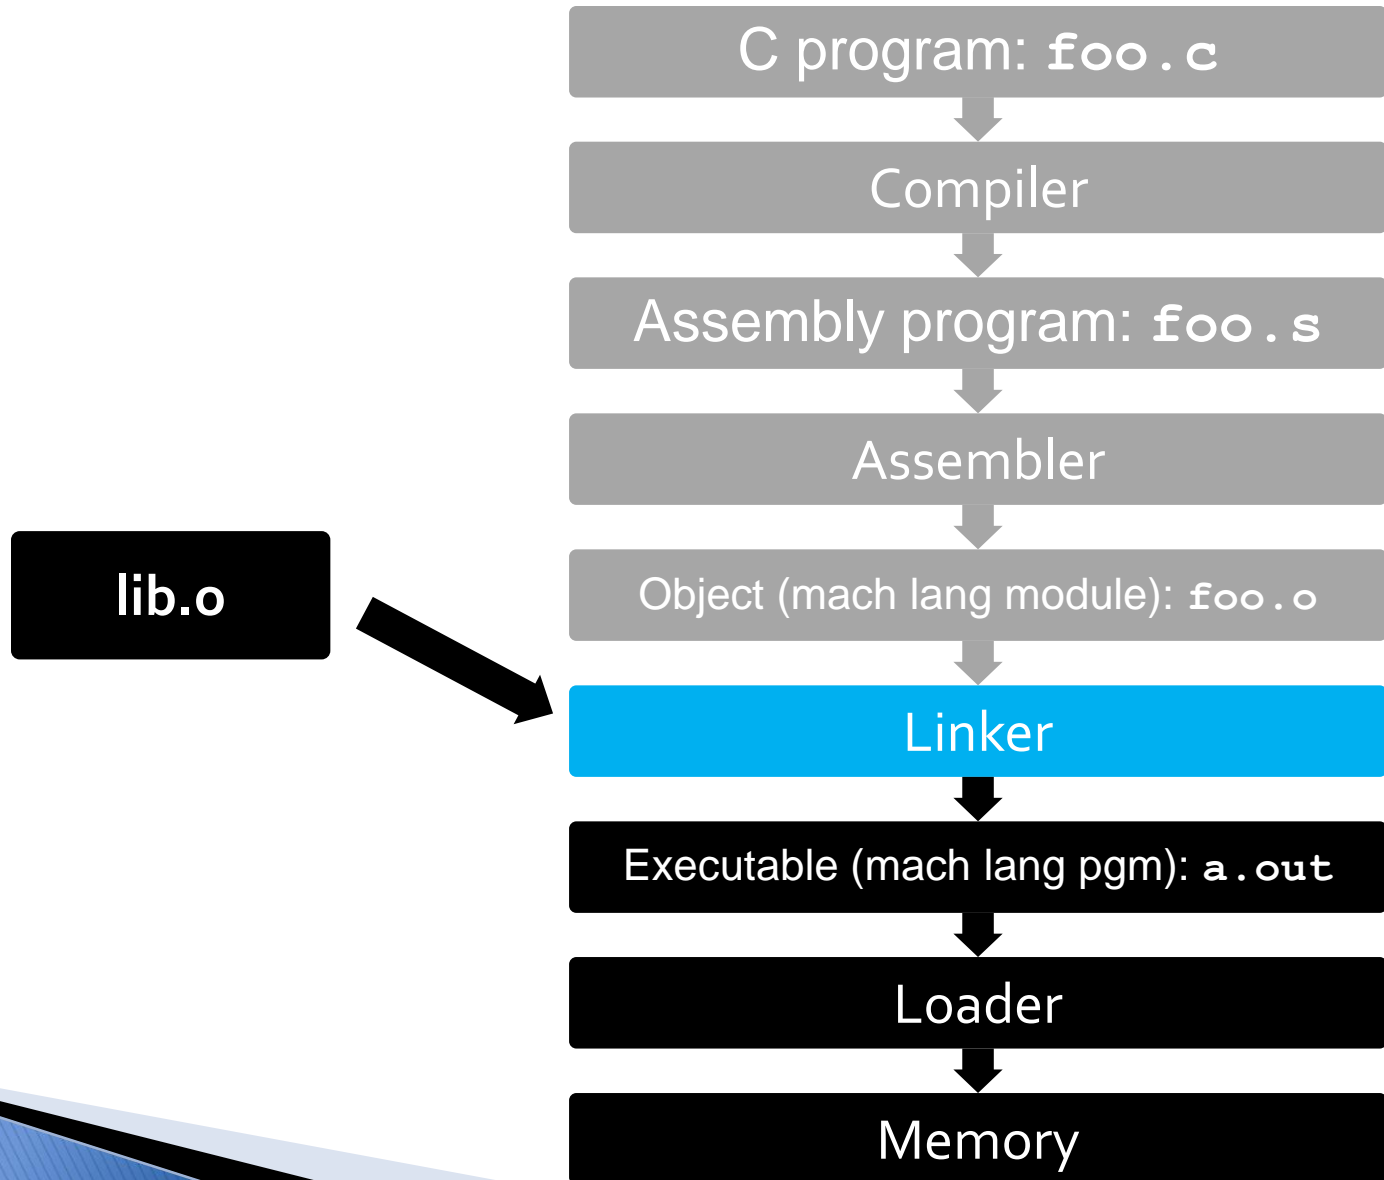 C program: foo.c
Compiler
Assembly program: foo.s
Assembler
lib.o
Object (mach lang module): foo.o
Linker
Executable (mach lang pgm): a.out
Loader
Memory